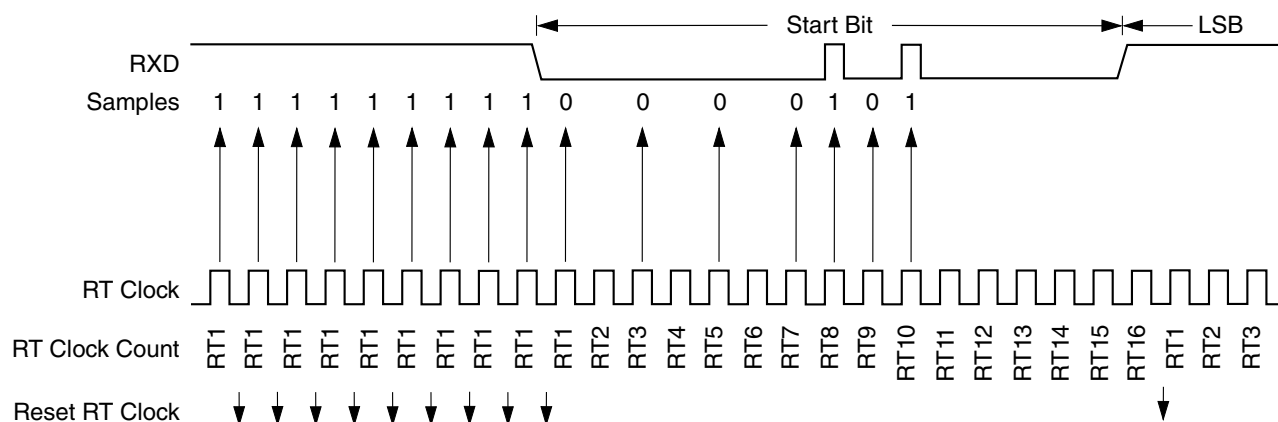 Start Bit LSB
RXD
Samples 1 1 1 1 1 1 1 1 1 0 0 0 0 1 0 1
RT Clock
RT Clock Count RT1 RT1 RT1 RT1 RT1 RT1 RT1 RT1 RT1 RT1 RT2 RT3 RT4 RT5 RT6 RT7 RT8 RT9 RT10 RT11 RT12 RT13 RT14 RT15 RT16 RT1 RT2 RT3
Reset RT Clock